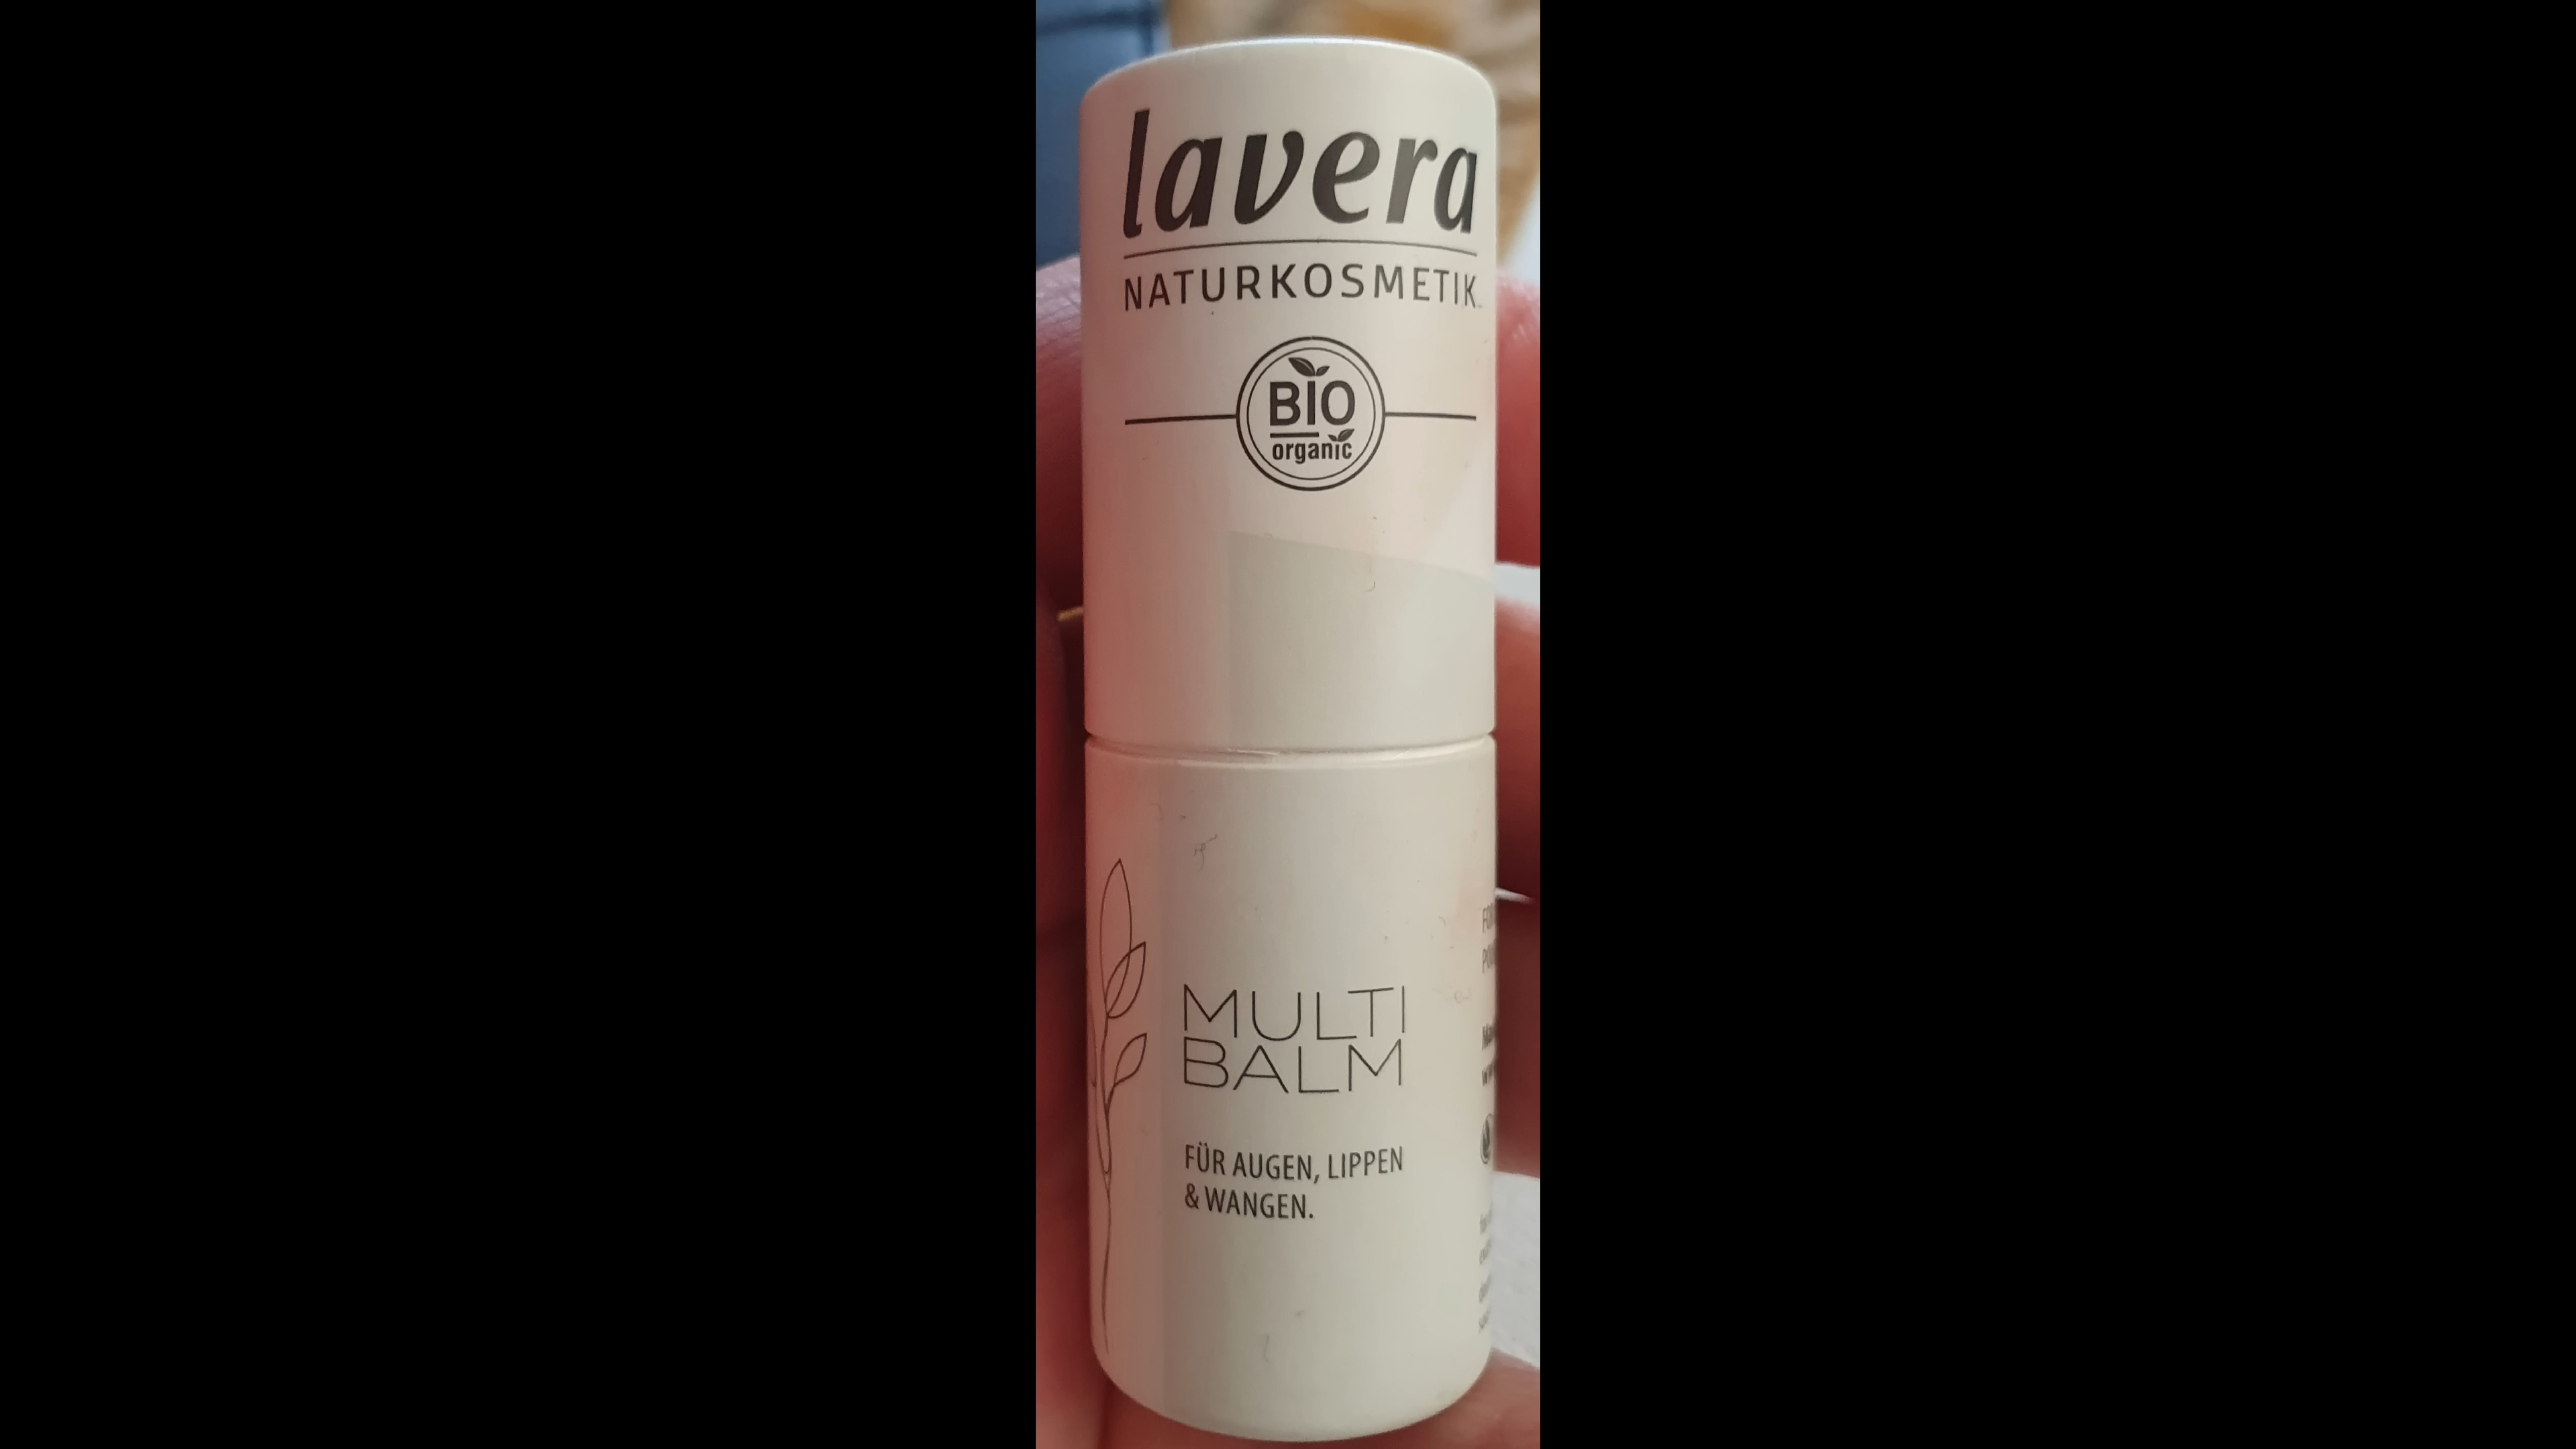 lavera
NATURKOSMETIK
BIO
organic
MULTI
BALM
FÜR AUGEN, LIPPEN
& WANGEN.